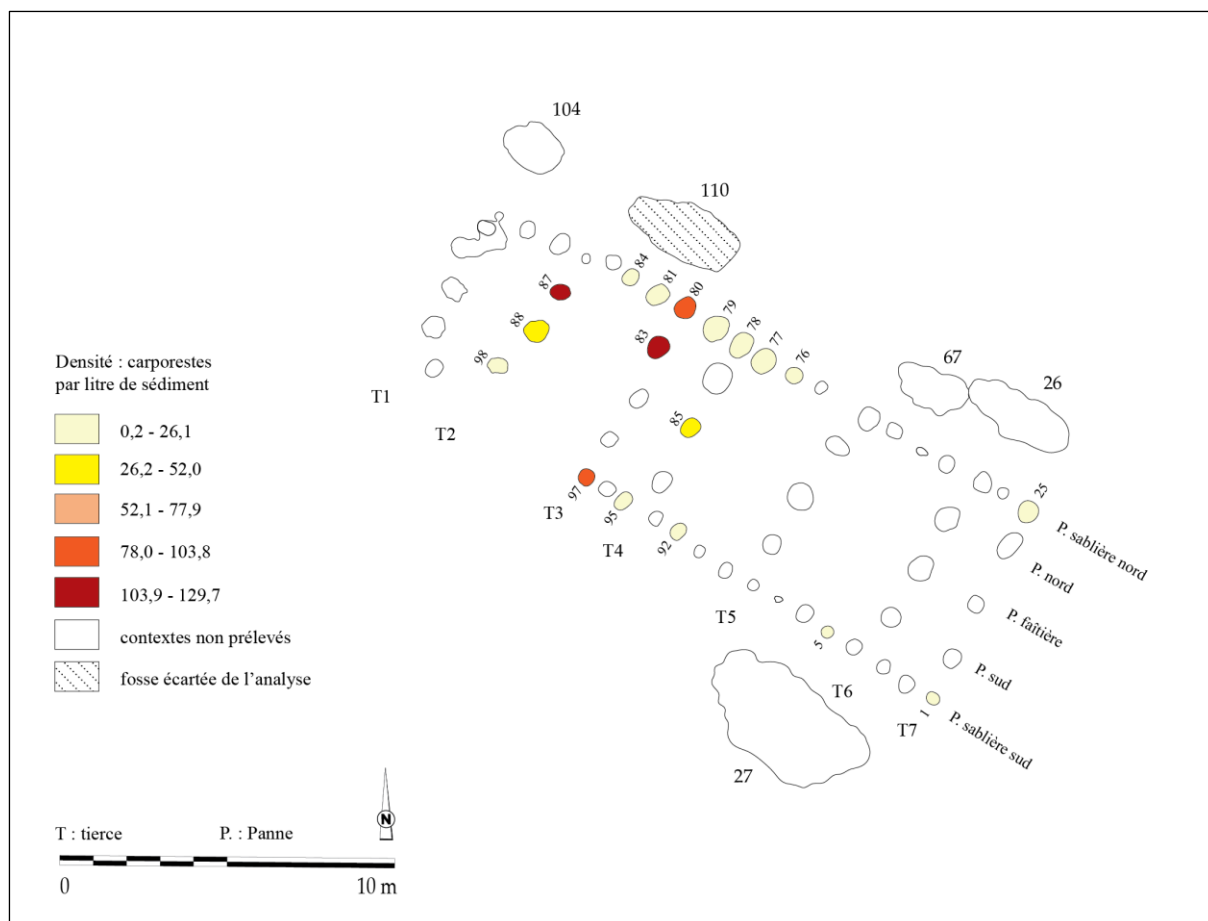 104
110
84
81
80
79
78
77
76
87
88
98
83
85
67
26
25
Densité : carporestes
par litre de sédiment
0,2 - 26,1
26,2 - 52,0
52,1 - 77,9
78,0 - 103,8
103,9 - 129,7
contextes non prélevés
fosse écartée de l'analyse
T1
T2
T3
T4
T5
T6
T7
97
95
92
5
1
27
P. sablière nord
P. nord
P. faîtière
P. sud
P. sablière sud
N
T : tierce P. : Panne
0 10 m